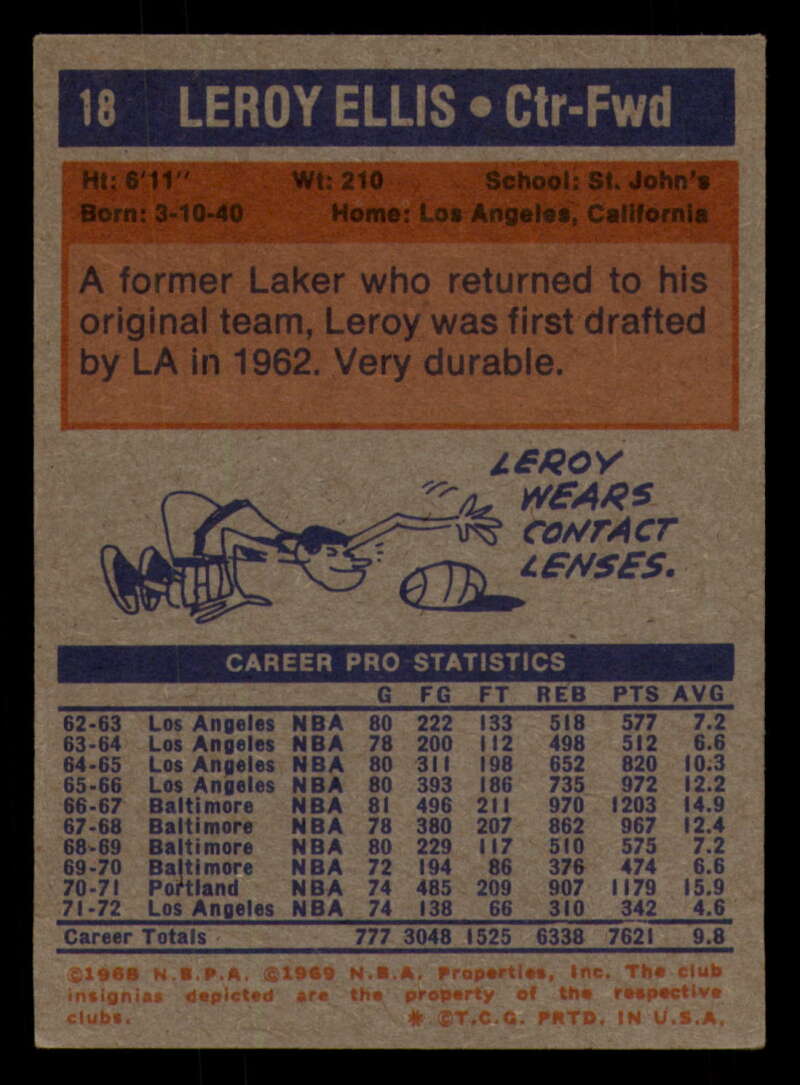 18 LEROY ELLIS • Ctr-Fwd
Ht: 6'11" Wt: 210 School: St. John's
Born: 3-10-40 Home: Los Angeles, California
A former Laker who returned to his
original team, Leroy was first drafted
by LA in 1962. Very durable.
LEROY
WEARS
CONTACT
LENSES.
CAREER PRO STATISTICS
G FG FT REB PTS AVG
62-63 Los Angeles NBA 80 222 133 518 577 7.2
63-64 Los Angeles NBA 78 200 112 498 512 6.6
64-65 Los Angeles NBA 80 311 198 652 820 10.3
65-66 Los Angeles NBA 80 393 186 735 972 12.2
66-67 Baltimore NBA 81 496 211 970 1203 14.9
67-68 Baltimore NBA 78 380 207 862 967 12.4
68-69 Baltimore NBA 80 229 117 510 575 7.2
69-70 Baltimore NBA 72 194 86 376 474 6.6
70-71 Portland NBA 74 485 209 907 1179 15.9
71-72 Los Angeles NBA 74 138 66 310 342 4.6
Career Totals 777 3048 1525 6338 7621 9.8
©1968 N.B.P.A. ©1969 N.B.A. Properties, Inc. The club
insignias depicted are the property of the respective
clubs. * ©T.C.G. PRTD. IN U.S.A.